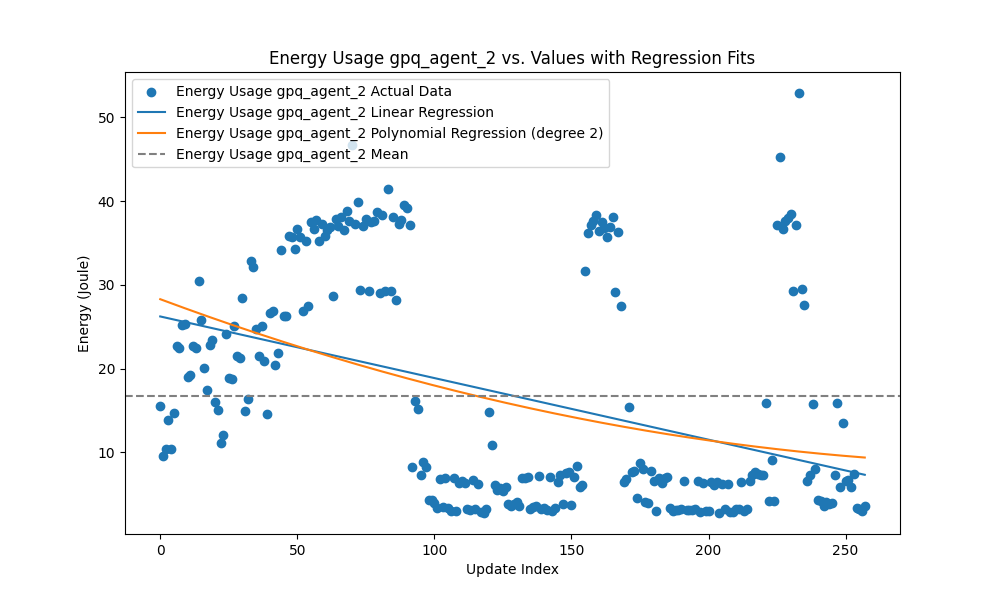 Energy Usage gpq_agent_2 vs. Values with Regression Fits
Energy Usage gpq_agent_2 Actual Data
Energy Usage gpq_agent_2 Linear Regression
Energy Usage gpq_agent_2 Polynomial Regression (degree 2)
Energy Usage gpq_agent_2 Mean
Energy (Joule)
50
40
30
20
10
0 50 100 150 200 250
Update Index